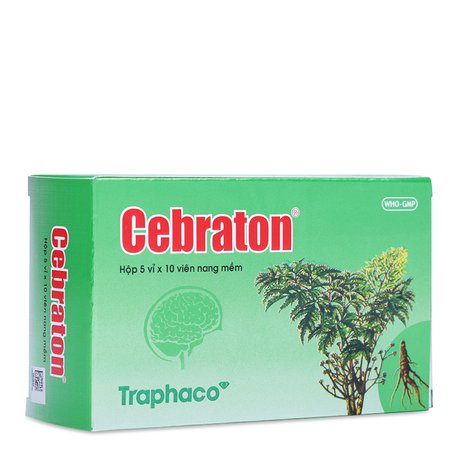 Cebraton®
Hộp 5 vỉ x 10 viên nang mềm
WHO-GMP
Traphaco
Cebraton®
Hộp 5 vỉ x 10 viên nang mềm